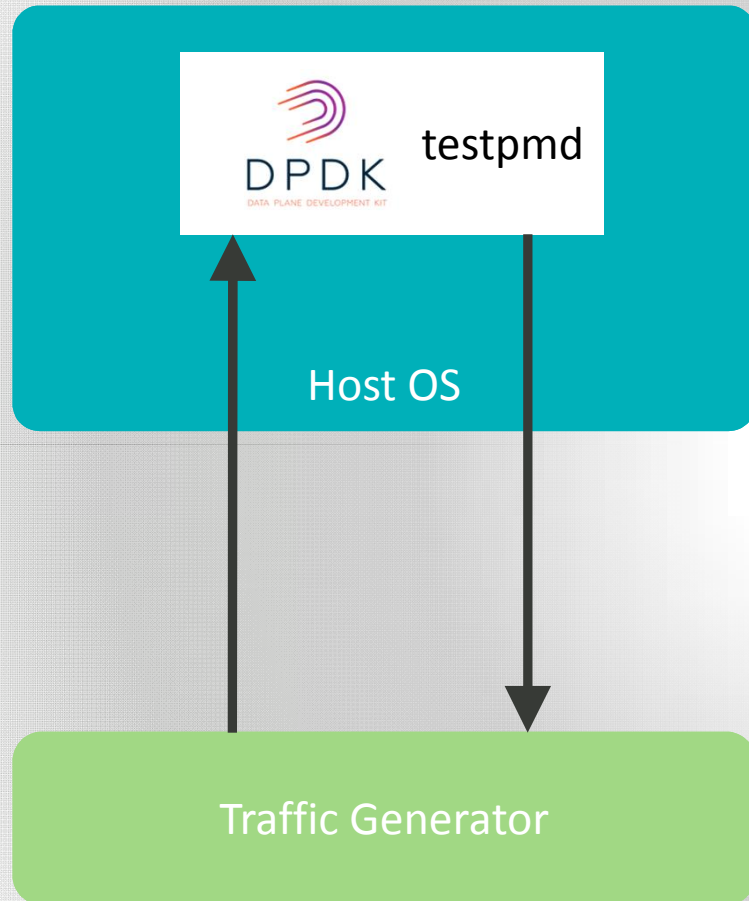 testpmd
DPDK
DATA PLANE DEVELOPMENT KIT
Host OS
Traffic Generator